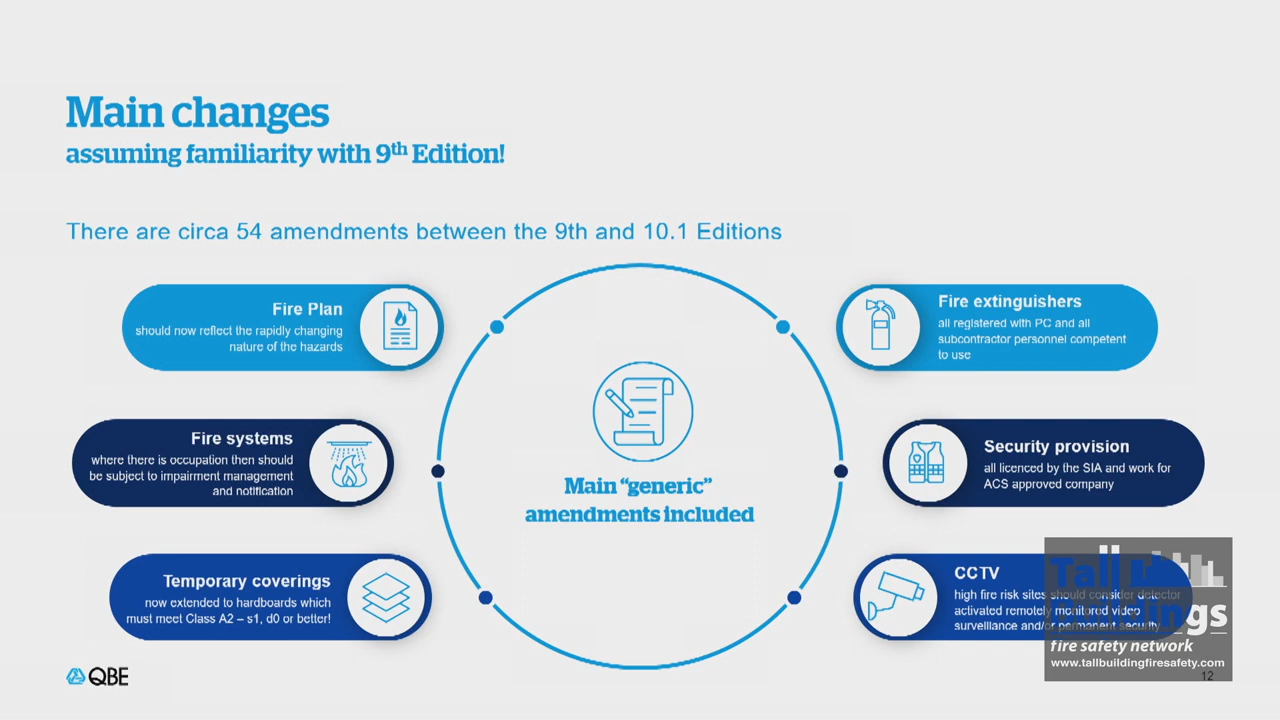 Main changes
assuming familiarity with 9th Edition!
There are circa 54 amendments between the 9th and 10.1 Editions
Fire Plan
should now reflect the rapidly changing
nature of the hazards
Fire systems
where there is occupation then should
be subject to impairment management
and notification
Temporary coverings
now extended to hardboards which
must meet Class A2 – s1, d0 or better!
Main “generic”
amendments included
Fire extinguishers
all registered with PC and all
subcontractor personnel competent
to use
Security provision
all licenced by the SIA and work for
ACS approved company
CCTV
high fire risk sites should consider detector
activated remotely monitored video
surveillance and/or permanent security
Tall
Buildings
fire safety network
www.tallbuildingfiresafety.com
QBE
12